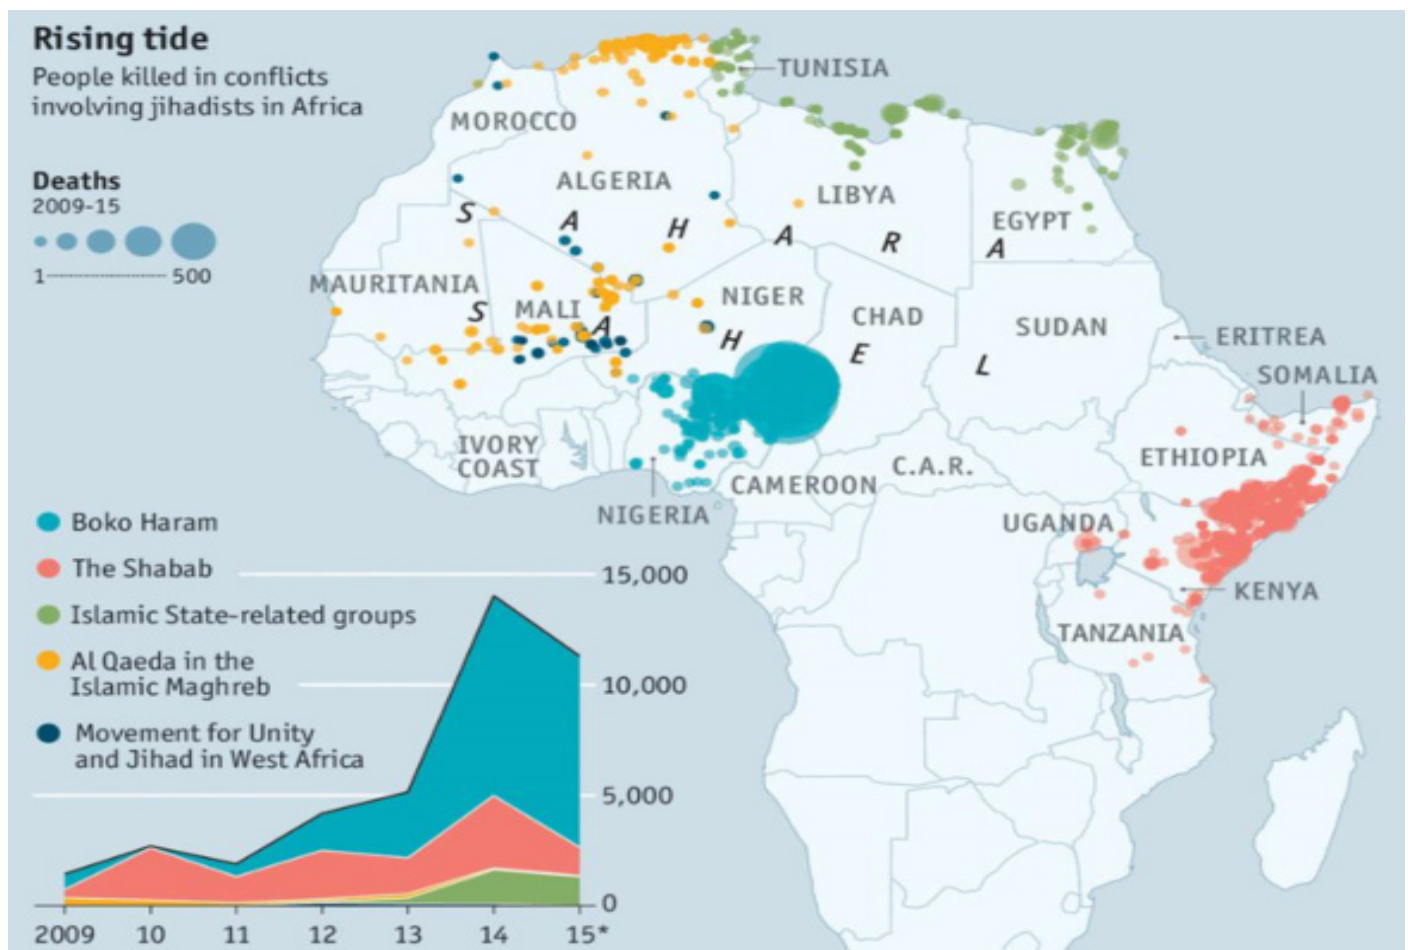 Rising tide
People killed in conflicts
involving jihadists in Africa
Deaths
2009-15
1
500
TUNISIA
MOROCCO
ALGERIA
LIBYA
EGYPT
S A H A R A
MAURITANIA
MALI
NIGER
CHAD
SUDAN
ERITREA
S A H E L
SOMALIA
IVORY
COAST
ETHIOPIA
C.A.R.
CAMEROON
NIGERIA
UGANDA
KENYA
TANZANIA
Boko Haram
The Shabab
Islamic State-related groups
Al Qaeda in the
Islamic Maghreb
Movement for Unity
and Jihad in West Africa
15,000
10,000
5,000
0
2009 10 11 12 13 14 15*